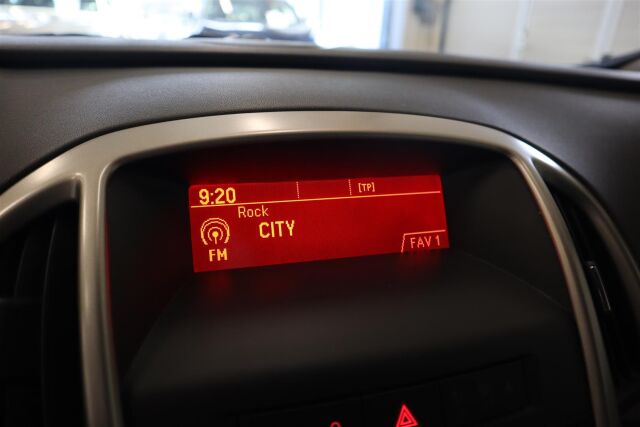 9:20 [TP]
Rock
CITY
FM FAV 1